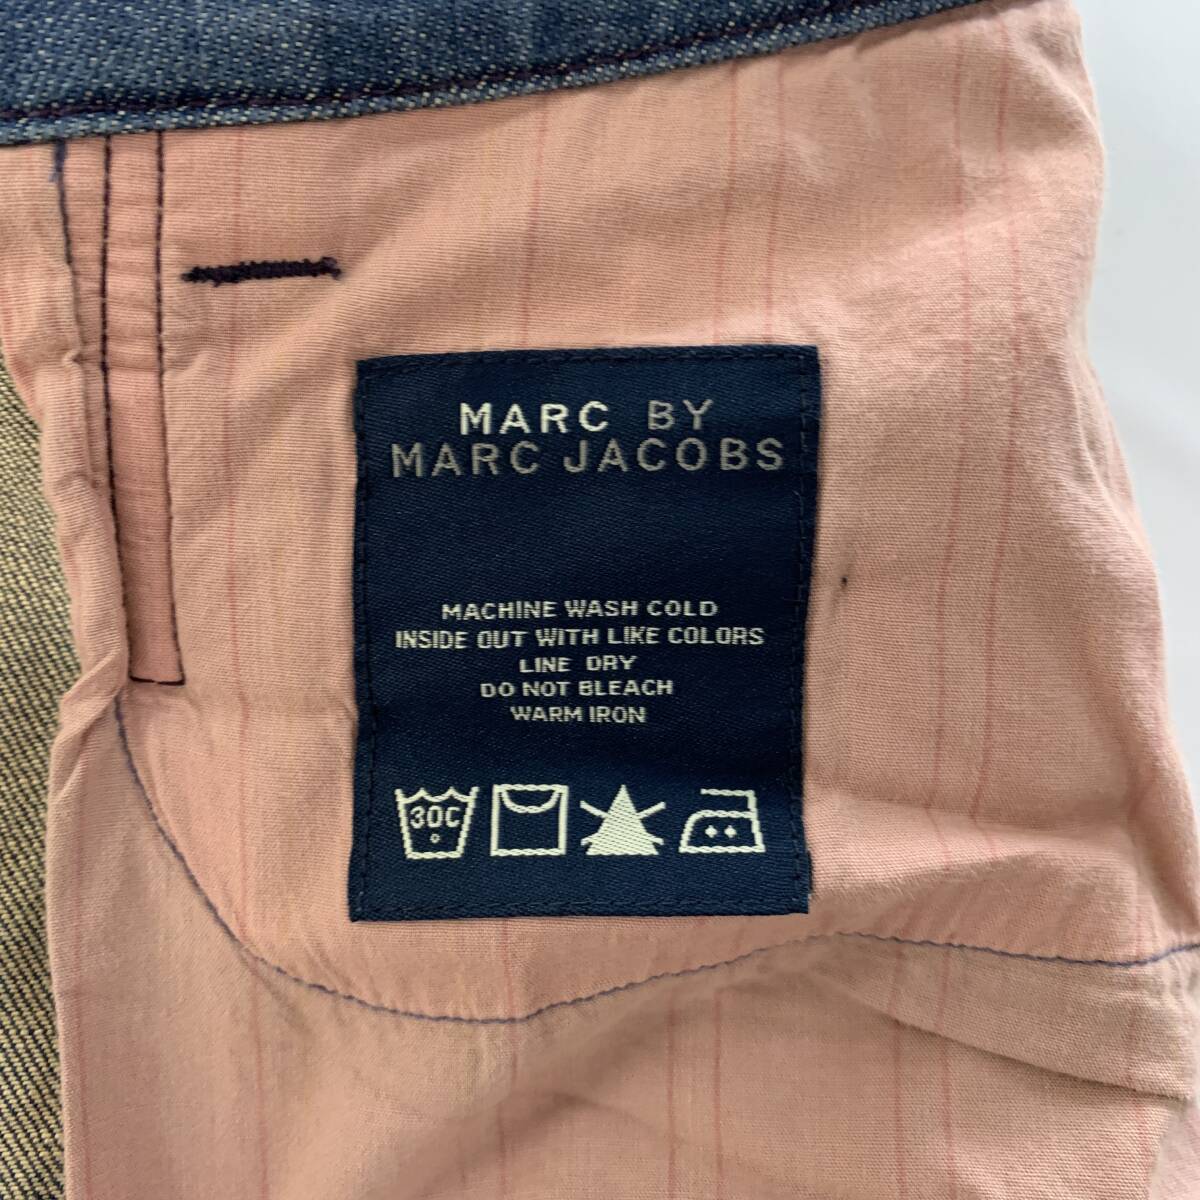 MARC BY
MARC JACOBS
MACHINE WASH COLD
INSIDE OUT WITH LIKE COLORS
LINE DRY
DO NOT BLEACH
WARM IRON
30C